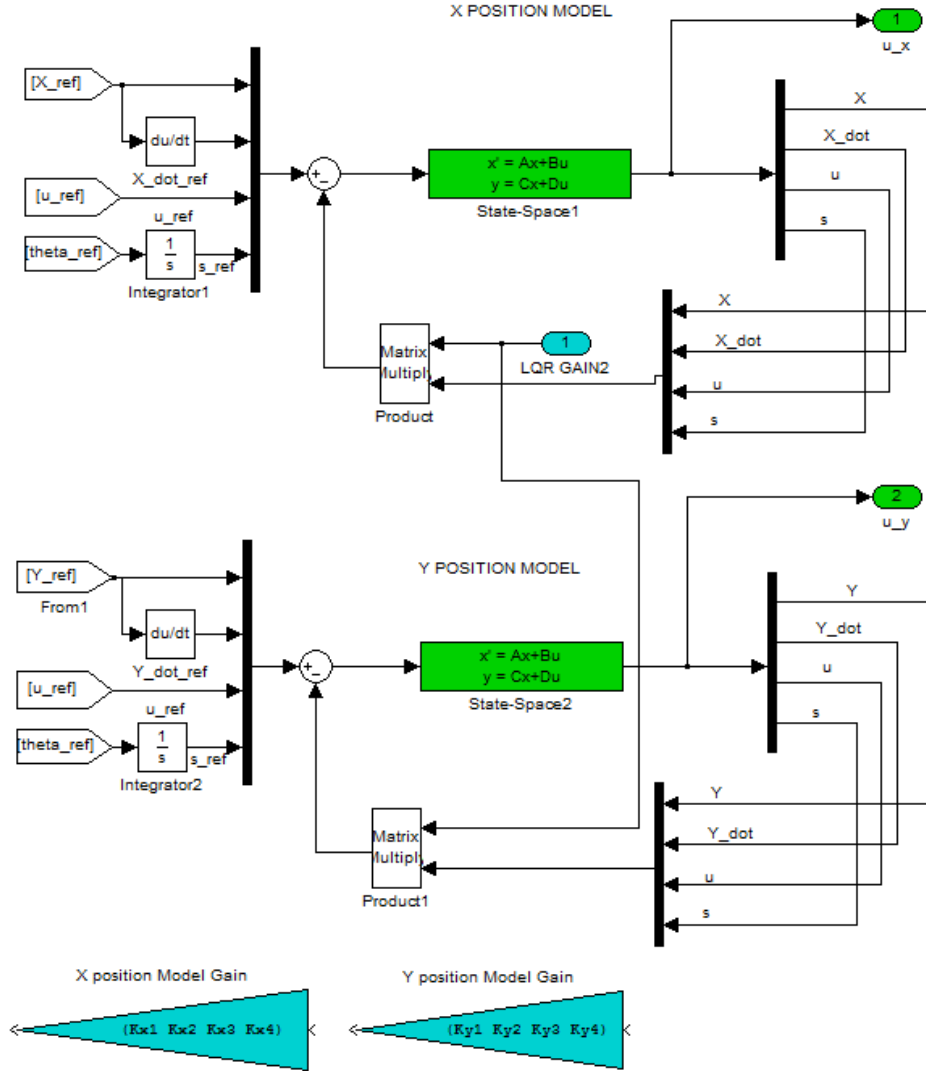 X POSITION MODEL
1
u_x
[X_ref]
du/dt
X_dot_ref
[u_ref]
u_ref
[theta_ref]
1
s
s_ref
Integrator1
x' = Ax+Bu
y = Cx+Du
State-Space1
X
X_dot
u
s
X
X_dot
u
s
Matrix
Multiply
Product
1
LQR GAIN2
2
u_y
Y POSITION MODEL
[Y_ref]
From1
du/dt
Y_dot_ref
[u_ref]
u_ref
[theta_ref]
1
s
s_ref
Integrator2
x' = Ax+Bu
y = Cx+Du
State-Space2
Y
Y_dot
u
s
Y
Y_dot
u
s
Matrix
Multiply
Product1
X position Model Gain
(Kx1 Kx2 Kx3 Kx4)
Y position Model Gain
(Ky1 Ky2 Ky3 Ky4)